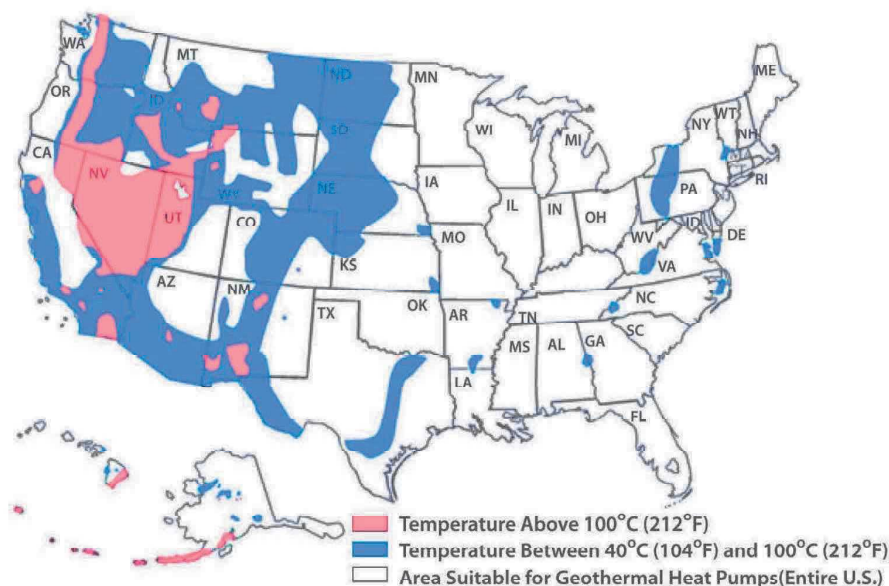 WA
MT
ND
MN
ME
OR
ID
SD
WI
MI
NY
VT
NH
CA
NV
UT
WY
NE
IA
PA
RI
CO
IL
IN
OH
MD
DE
KS
MO
WV
VA
AZ
NM
OK
AR
TN
NC
TX
MS
AL
GA
SC
LA
FL
Temperature Above 100°C (212°F)
Temperature Between 40°C (104°F) and 100°C (212°F)
Area Suitable for Geothermal Heat Pumps(Entire U.S.)